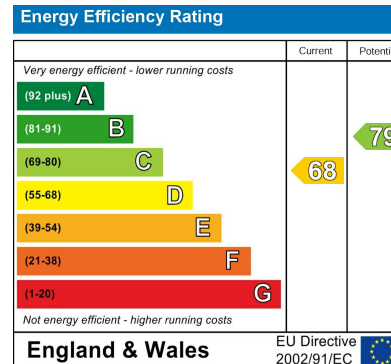 Energy Efficiency Rating
Current Potenti
Very energy efficient - lower running costs
(92 plus) A
(81-91) B
79
(69-80) C
68
(55-68) D
(39-54) E
(21-38) F
(1-20) G
Not energy efficient - higher running costs
England & Wales
EU Directive
2002/91/EC